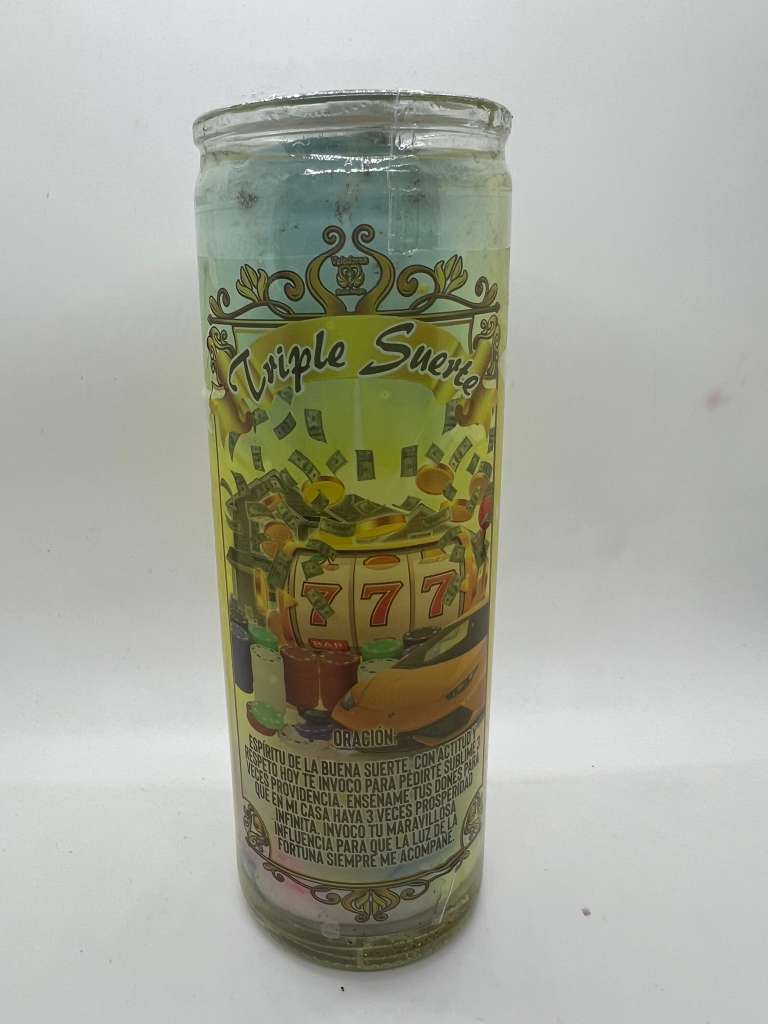 Triple Suerte
777
BAR
ORACIÓN:
ESPÍRITU DE LA BUENA SUERTE, CON ACTITUD Y
RESPETO HOY TE INVOCO PARA PEDIRTE SUBLIME 3
VECES PROVIDENCIA. ENSÉÑAME TUS DONES PARA
QUE EN MI CASA HAYA 3 VECES PROSPERIDAD
INFINITA. INVOCO TU MARAVILLOSA
INFLUENCIA PARA QUE LA LUZ DE LA
FORTUNA SIEMPRE ME ACOMPAÑE.